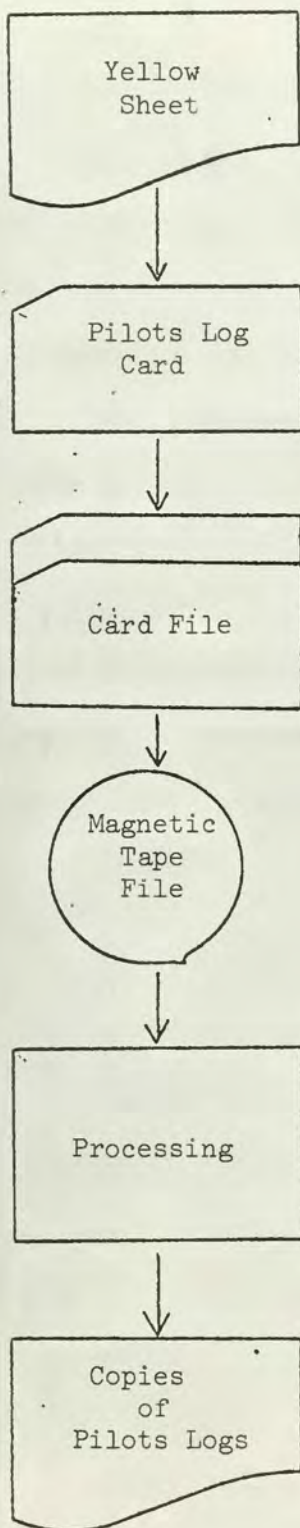 Yellow
Sheet
Pilots Log
Card
Card File
Magnetic
Tape
File
Processing
Copies
of
Pilots Logs